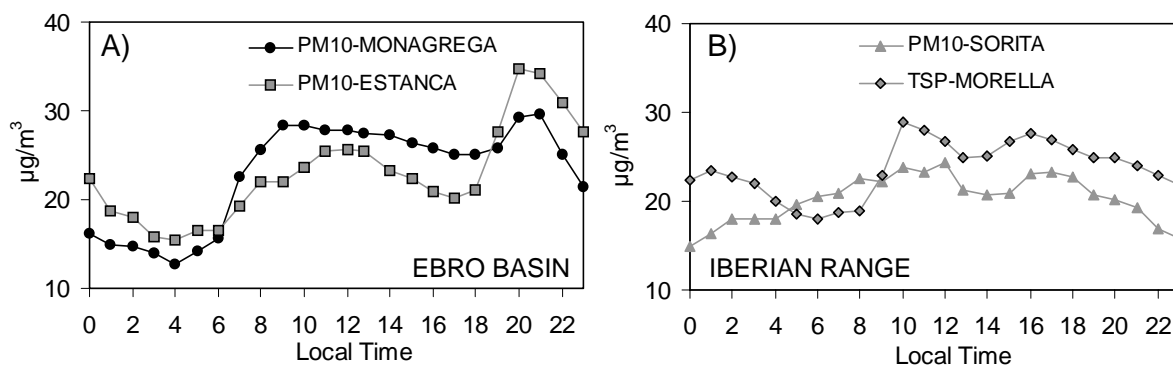 A)
PM10-MONAGREGA
PM10-ESTANCA
40
30
20
10
µg/m³
0 2 4 6 8 10 12 14 16 18 20 22
Local Time
EBRO BASIN
B)
PM10-SORITA
TSP-MORELLA
40
30
20
10
µg/m³
0 2 4 6 8 10 12 14 16 18 20 22
Local Time
IBERIAN RANGE